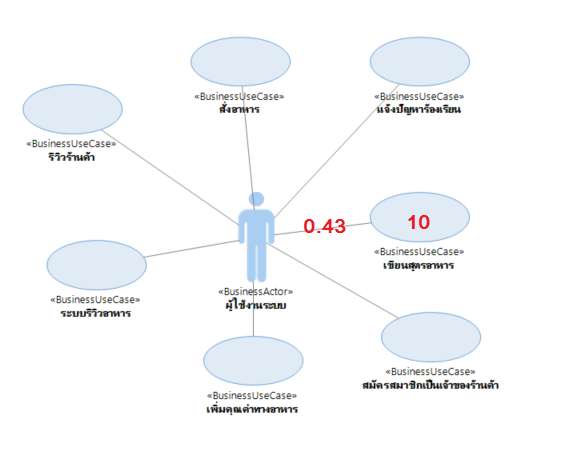 «BusinessUseCase»
สั่งอาหาร
«BusinessUseCase»
แจ้งปัญหาร้องเรียน
«BusinessUseCase»
รีวิวร้านค้า
0.43
10
«BusinessUseCase»
เขียนสูตรอาหาร
«BusinessActor»
ผู้ใช้งานระบบ
«BusinessUseCase»
ระบบรีวิวอาหาร
«BusinessUseCase»
สมัครสมาชิกเป็นเจ้าของร้านค้า
«BusinessUseCase»
เพิ่มคุณค่าทางอาหาร